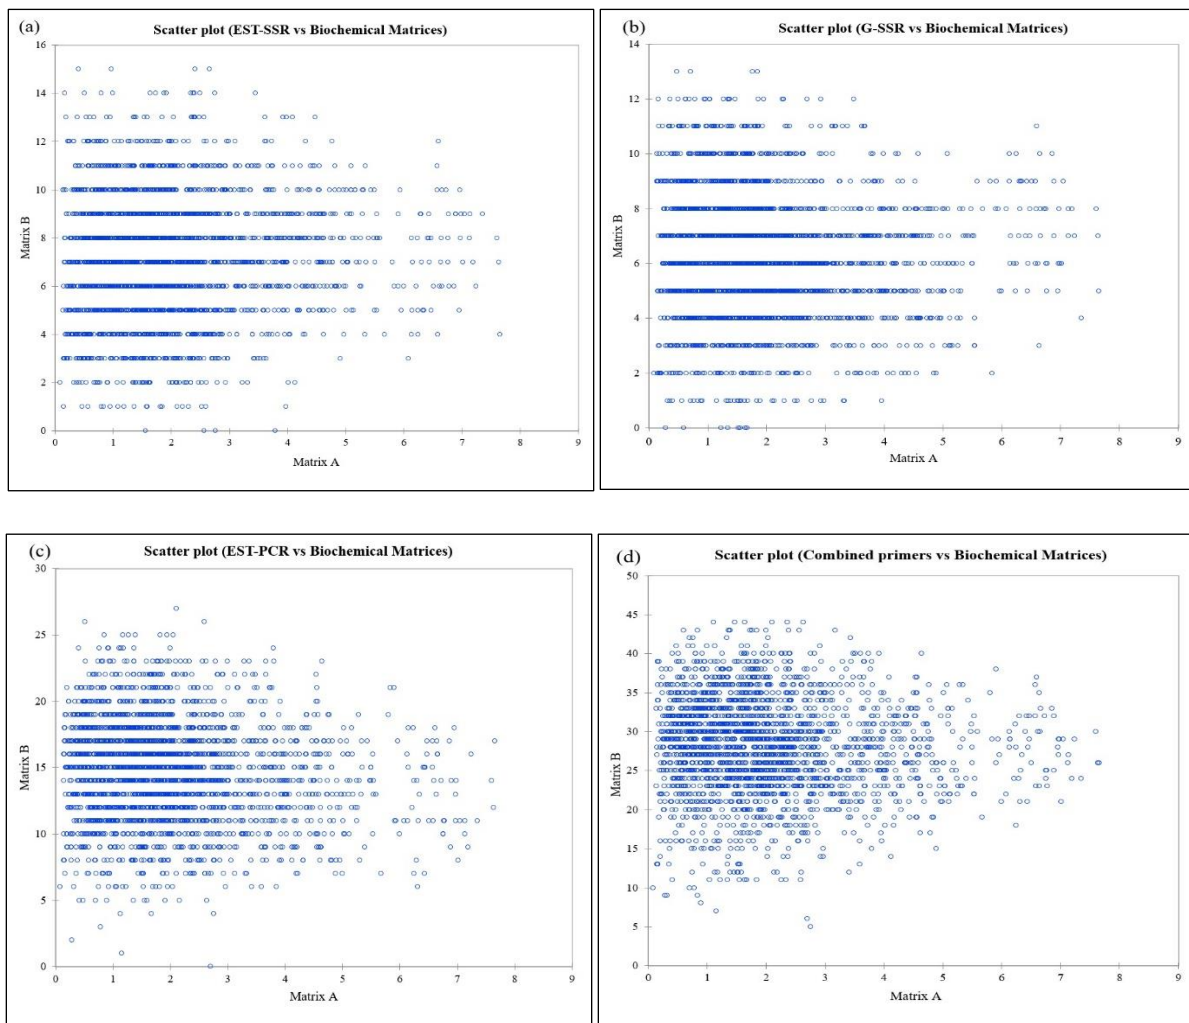 (a)
Scatter plot (EST-SSR vs Biochemical Matrices)
16
14
12
10
8
6
4
2
0
0 1 2 3 4 5 6 7 8 9
Matrix B
Matrix A
(b)
Scatter plot (G-SSR vs Biochemical Matrices)
14
12
10
8
6
4
2
0
0 1 2 3 4 5 6 7 8 9
Matrix B
Matrix A
(c)
Scatter plot (EST-PCR vs Biochemical Matrices)
30
25
20
15
10
5
0
0 1 2 3 4 5 6 7 8 9
Matrix B
Matrix A
(d)
Scatter plot (Combined primers vs Biochemical Matrices)
50
45
40
35
30
25
20
15
10
5
0
0 1 2 3 4 5 6 7 8 9
Matrix B
Matrix A